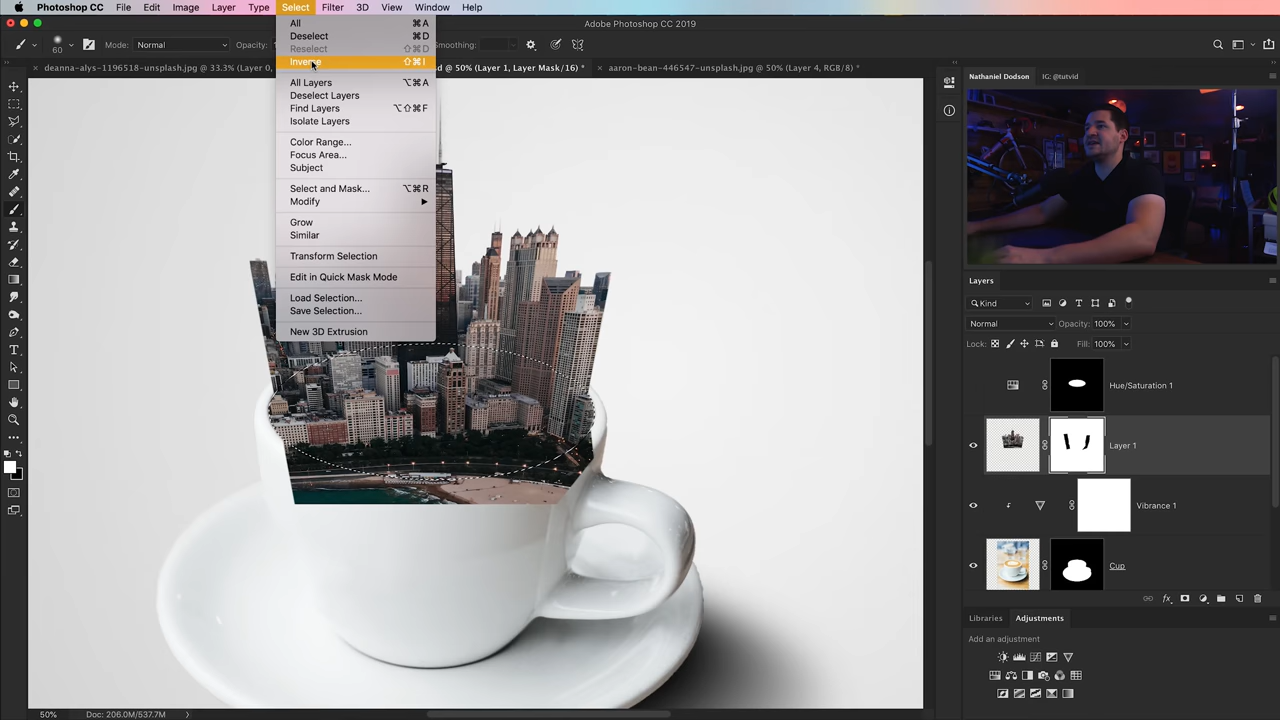 Photoshop CC File Edit Image Layer Type Select Filter 3D View Window Help
Adobe Photoshop CC 2019
60 Mode: Normal Opacity: Smoothing:
deanna-alys-1196518-unsplash.jpg @ 33.3% (Layer 0, d @ 50% (Layer 1, Layer Mask/16) * aaron-bean-446547-unsplash.jpg @ 50% (Layer 4, RGB/8) *
All ⌘A
Deselect ⌘D
Reselect ⇧⌘D
Inverse ⇧⌘I
All Layers ⌥⌘A
Deselect Layers
Find Layers ⌥⇧⌘F
Isolate Layers
Color Range...
Focus Area...
Subject
Select and Mask... ⌥⌘R
Modify
Grow
Similar
Transform Selection
Edit in Quick Mask Mode
Load Selection...
Save Selection...
New 3D Extrusion
Nathaniel Dodson IG: @tutvid
Layers
Kind
Normal Opacity: 100%
Lock: Fill: 100%
Hue/Saturation 1
Layer 1
Vibrance 1
Cup
fx
Libraries Adjustments
Add an adjustment
50% Doc: 206.0M/537.7M